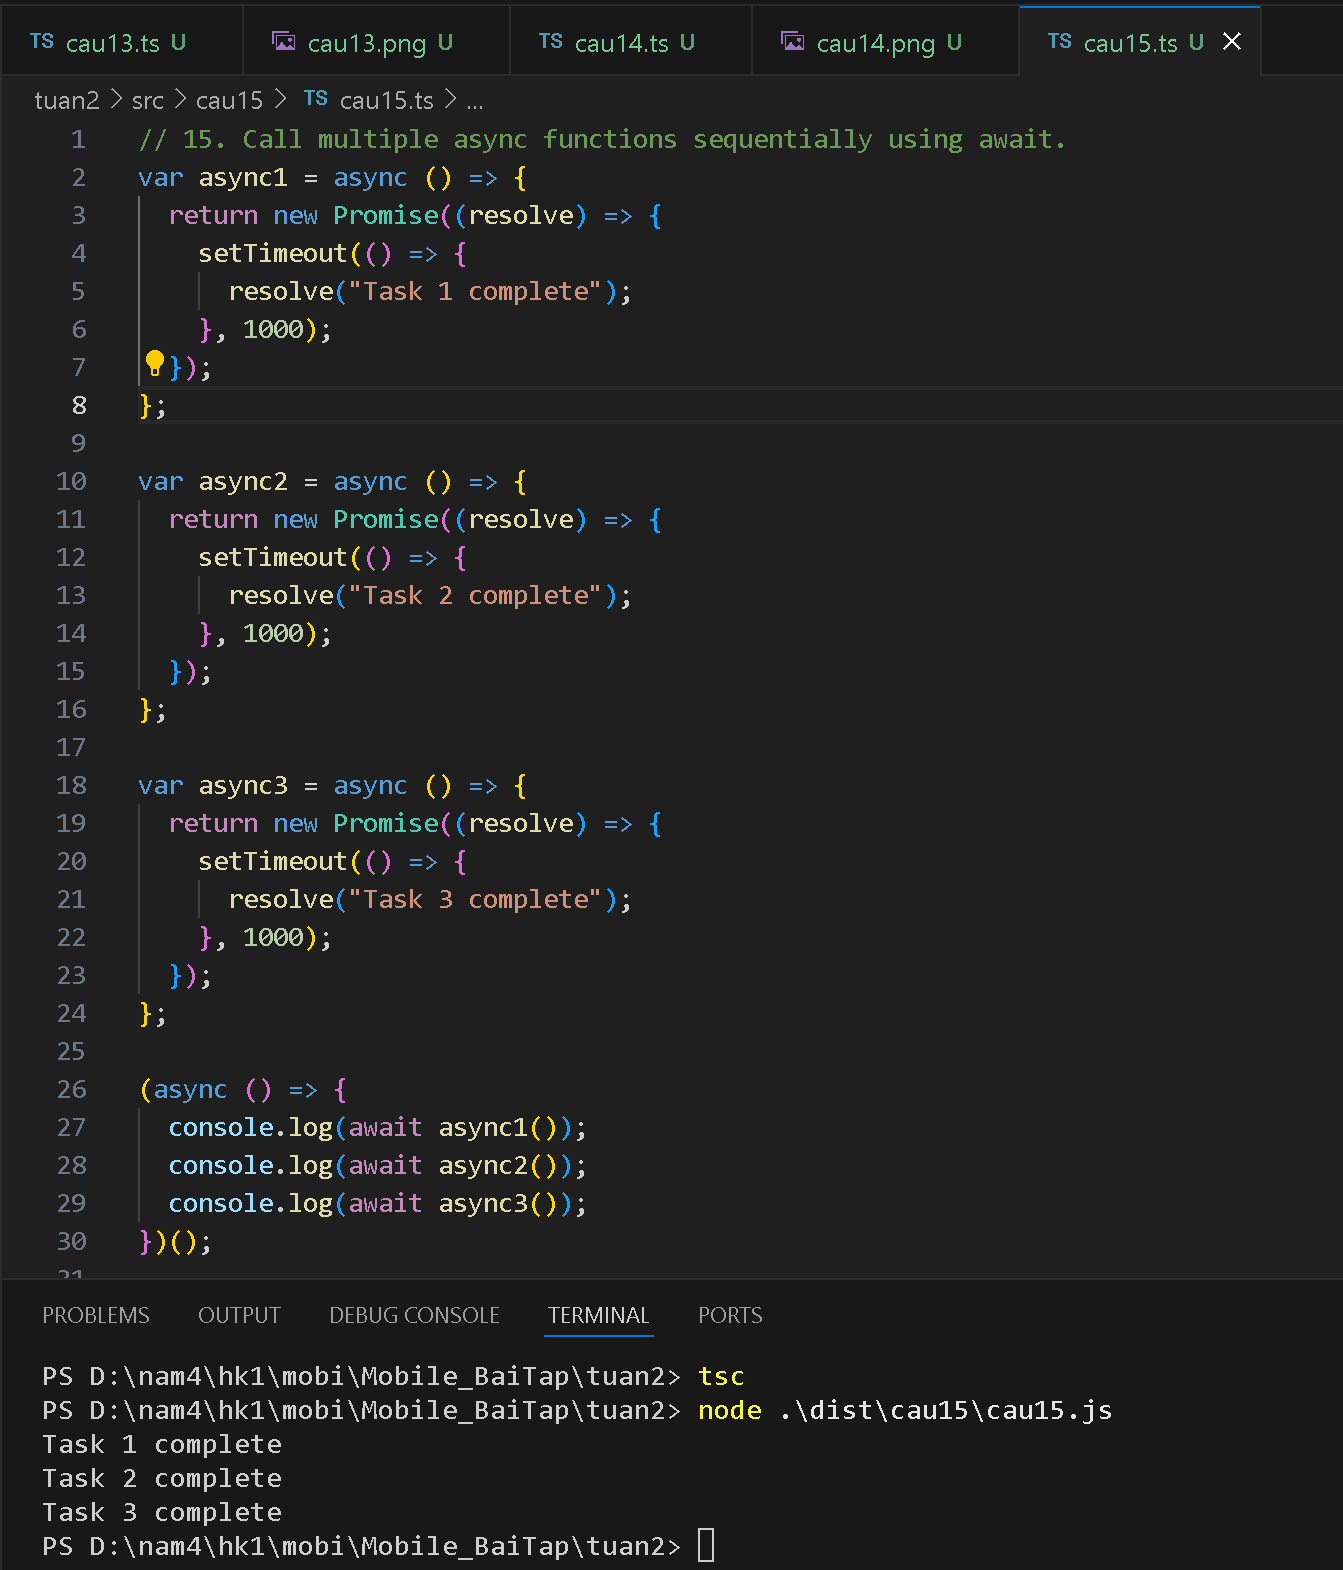 TS cau13.ts U cau13.png U TS cau14.ts U cau14.png U TS cau15.ts U
tuan2 > src > cau15 > TS cau15.ts > ...
1 // 15. Call multiple async functions sequentially using await.
2 var async1 = async () => {
3   return new Promise((resolve) => {
4     setTimeout(() => {
5       resolve("Task 1 complete");
6     }, 1000);
7   });
8 };
9
10 var async2 = async () => {
11   return new Promise((resolve) => {
12     setTimeout(() => {
13       resolve("Task 2 complete");
14     }, 1000);
15   });
16 };
17
18 var async3 = async () => {
19   return new Promise((resolve) => {
20     setTimeout(() => {
21       resolve("Task 3 complete");
22     }, 1000);
23   });
24 };
25
26 (async () => {
27   console.log(await async1());
28   console.log(await async2());
29   console.log(await async3());
30 })();
31
PROBLEMS OUTPUT DEBUG CONSOLE TERMINAL PORTS
PS D:\nam4\hk1\mobi\Mobile_BaiTap\tuan2> tsc
PS D:\nam4\hk1\mobi\Mobile_BaiTap\tuan2> node .\dist\cau15\cau15.js
Task 1 complete
Task 2 complete
Task 3 complete
PS D:\nam4\hk1\mobi\Mobile_BaiTap\tuan2>